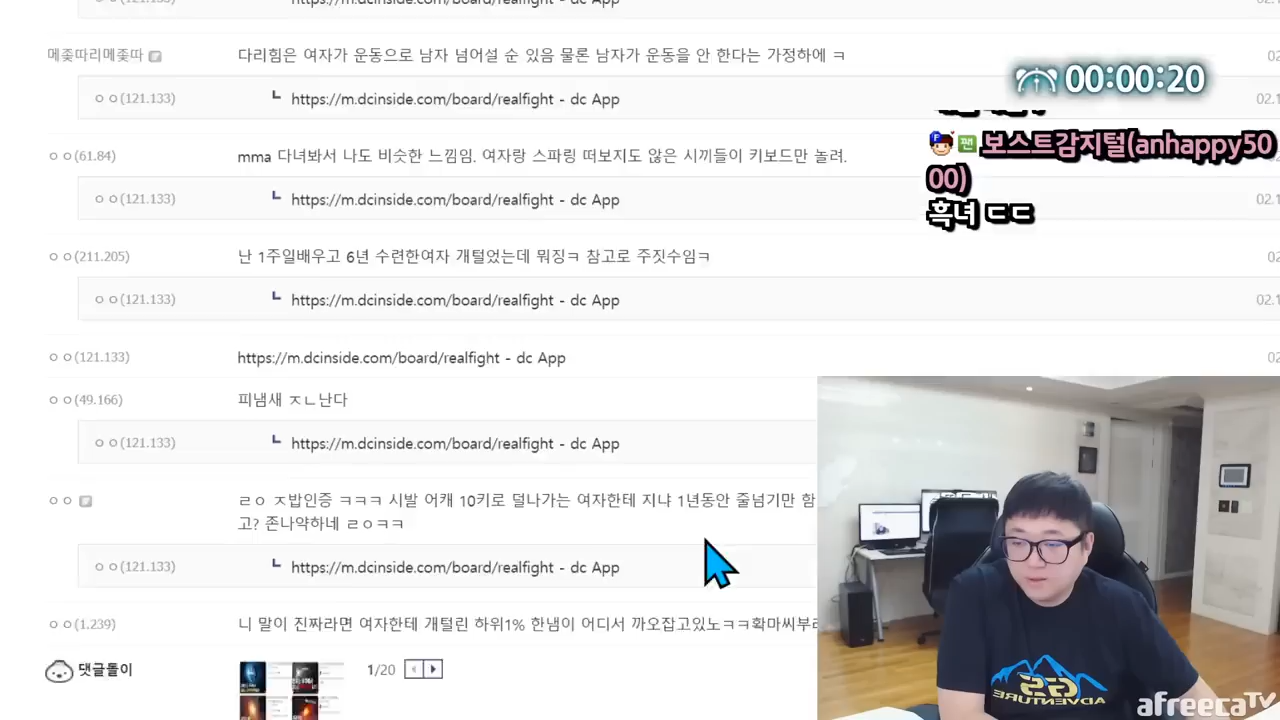 https://m.dcinside.com/board/realfight - dc App
메좆따리메좆따
다리힘은 여자가 운동으로 남자 넘어설 순 있음 물론 남자가 운동을 안 한다는 가정하에 ㅋ
00:00:20
ㅇㅇ(121.133)
https://m.dcinside.com/board/realfight - dc App
02.1
보스트감지털(anhappy50
00)
흑녀 ㄷㄷ
ㅇㅇ(61.84)
mma 다녀봐서 나도 비슷한 느낌임. 여자랑 스파링 떠보지도 않은 시끼들이 키보드만 놀려.
ㅇㅇ(121.133)
https://m.dcinside.com/board/realfight - dc App
02.1
ㅇㅇ(211.205)
난 1주일배우고 6년 수련한여자 개털었는데 뭐징ㅋ 참고로 주짓수임ㅋ
02
ㅇㅇ(121.133)
https://m.dcinside.com/board/realfight - dc App
02.1
ㅇㅇ(121.133)
https://m.dcinside.com/board/realfight - dc App
02
ㅇㅇ(49.166)
피냄새 ㅈㄴ난다
ㅇㅇ(121.133)
https://m.dcinside.com/board/realfight - dc App
ㅇㅇ
ㄹㅇ ㅈ밥인증 ㅋㅋㅋ 시발 어캐 10키로 덜나가는 여자한테 지냐 1년동안 줄넘기만 함
고? 존나약하네 ㄹㅇㅋㅋ
ㅇㅇ(121.133)
https://m.dcinside.com/board/realfight - dc App
ㅇㅇ(1.239)
니 말이 진짜라면 여자한테 개털린 하위1% 한냄이 어디서 까오잡고있노ㅋㅋ확마씨부
댓글돌이
1/20
GS
ADVENTURE
afreecaTV